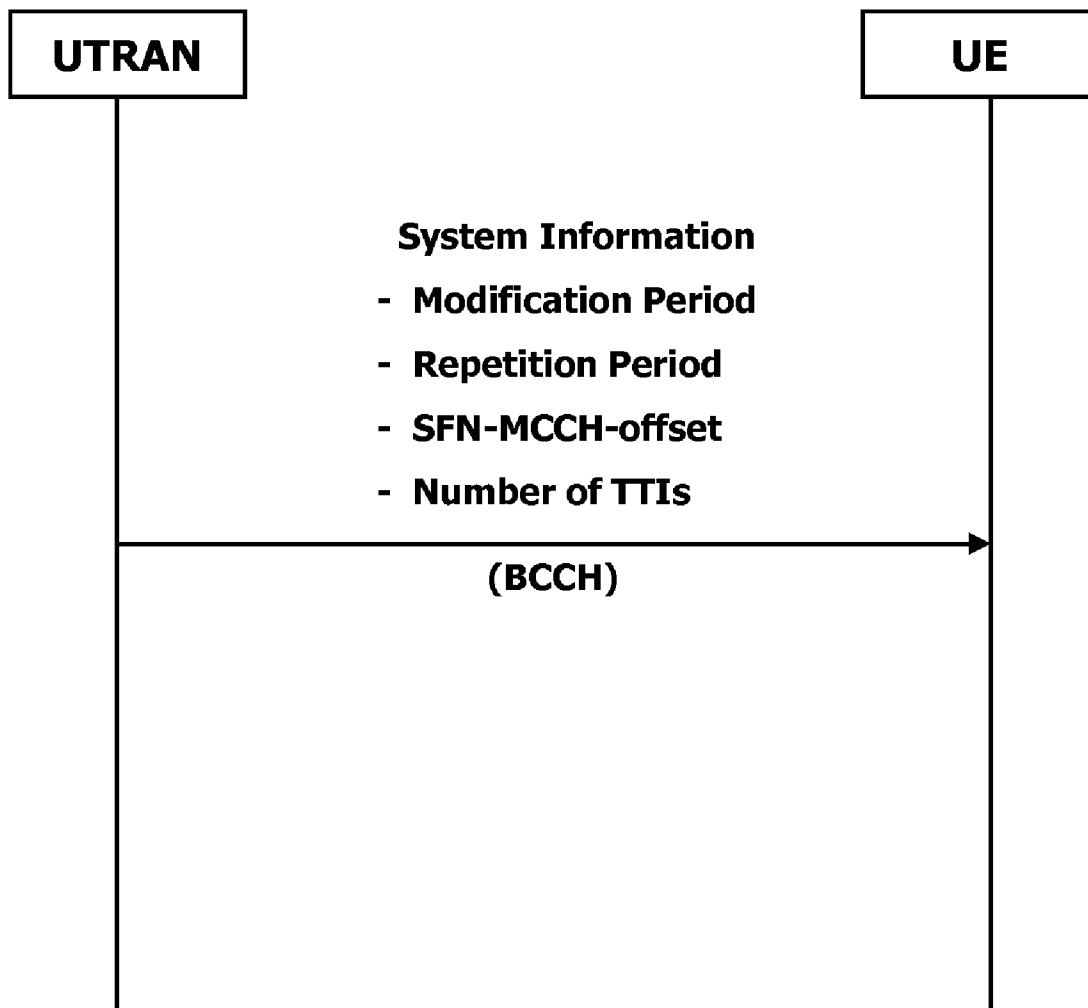 UTRAN
UE
System Information
- Modification Period
- Repetition Period
- SFN-MCCH-offset
- Number of TTIs
(BCCH)